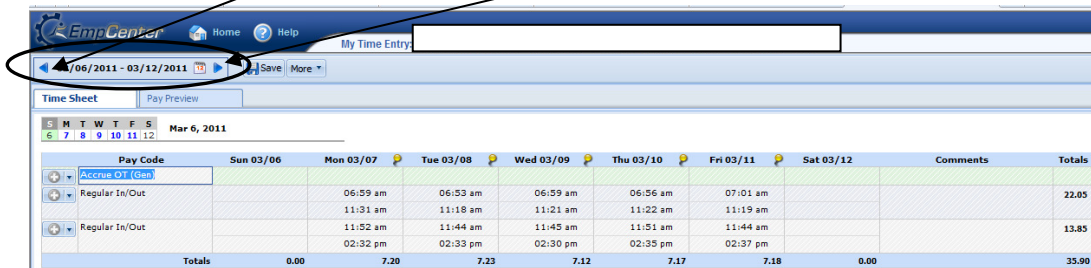 EmpCenter Home Help
My Time Entry:
/06/2011 - 03/12/2011 Save More
Time Sheet Pay Preview
S M T W T F S
6 7 8 9 10 11 12 Mar 6, 2011
Pay Code Sun 03/06 Mon 03/07 Tue 03/08 Wed 03/09 Thu 03/10 Fri 03/11 Sat 03/12 Comments Totals
Accrue OT (Gen)
Regular In/Out 06:59 am 06:53 am 06:59 am 06:56 am 07:01 am 22.05
11:31 am 11:18 am 11:21 am 11:22 am 11:19 am
Regular In/Out 11:52 am 11:44 am 11:45 am 11:51 am 11:44 am 13.85
02:32 pm 02:33 pm 02:30 pm 02:35 pm 02:37 pm
Totals 0.00 7.20 7.23 7.12 7.17 7.18 0.00 35.90